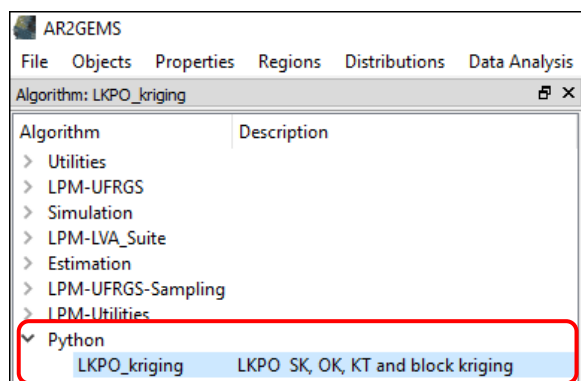 AR2GEMS
File Objects Properties Regions Distributions Data Analysis
Algorithm: LKPO_kriging
Algorithm Description
Utilities
LPM-UFRGS
Simulation
LPM-LVA_Suite
Estimation
LPM-UFRGS-Sampling
LPM-Utilities
Python
LKPO_kriging LKPO SK, OK, KT and block kriging